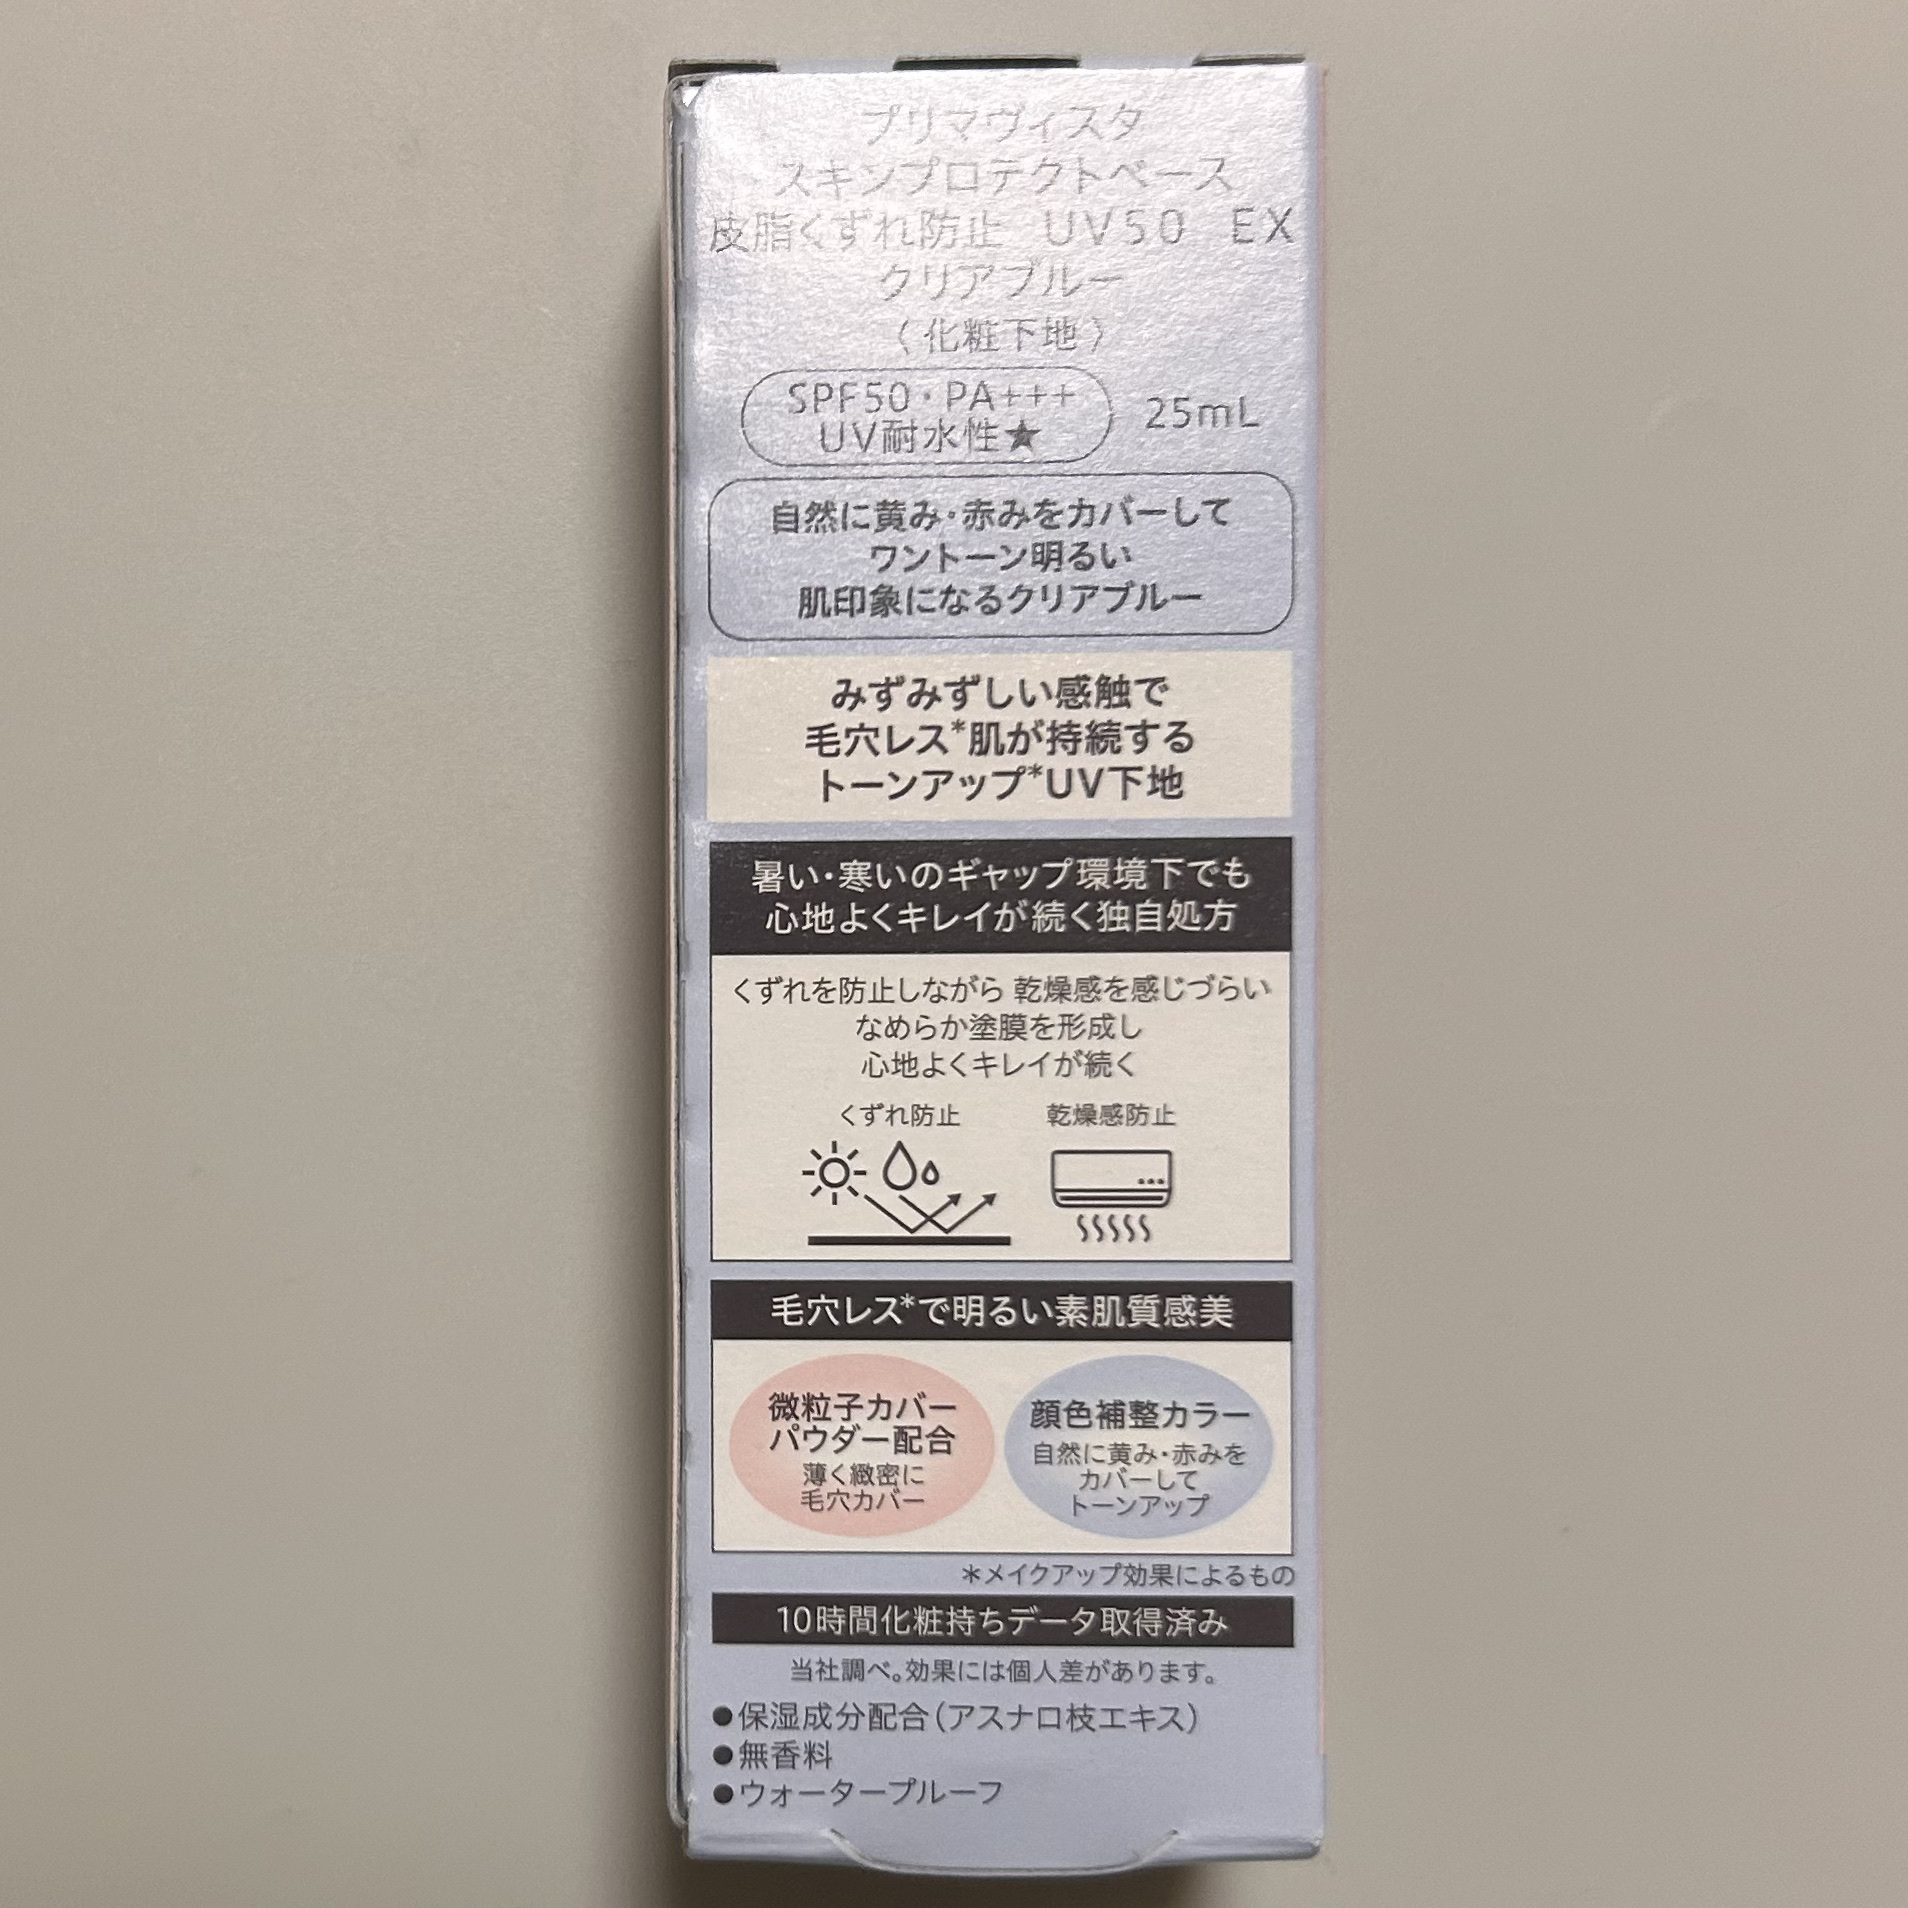 プリマヴィスタ
スキンプロテクトベース
皮脂くずれ防止 UV50 EX
クリアブルー
〈化粧下地〉
SPF50・PA+++ 25mL
UV耐水性★
自然に黄み・赤みをカバーして
ワントーン明るい
肌印象になるクリアブルー
みずみずしい感触で
毛穴レス*肌が持続する
トーンアップ*UV下地
暑い・寒いのギャップ環境下でも
心地よくキレイが続く独自処方
くずれを防止しながら 乾燥感を感じづらい
なめらか塗膜を形成し
心地よくキレイが続く
くずれ防止 乾燥感防止
毛穴レス*で明るい素肌質感美
微粒子カバー
パウダー配合
薄く緻密に
毛穴カバー
顔色補整カラー
自然に黄み・赤みを
カバーして
トーンアップ
*メイクアップ効果によるもの
10時間化粧持ちデータ取得済み
当社調べ。効果には個人差があります。
●保湿成分配合(アスナロ枝エキス)
●無香料
●ウォータープルーフ